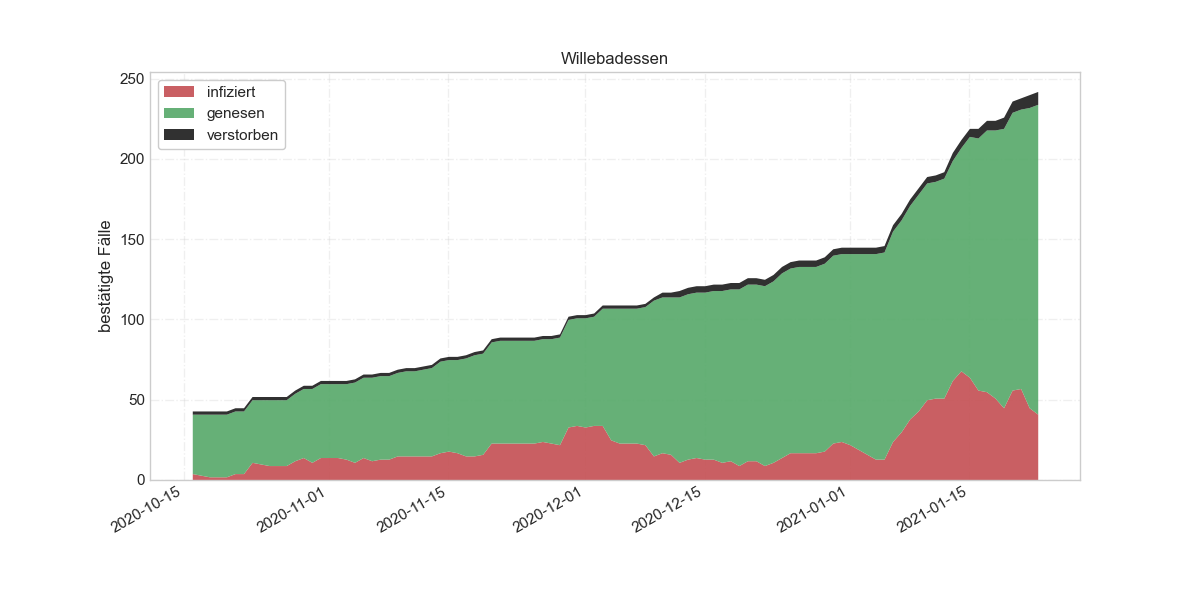 Willebadessen
infiziert
genesen
verstorben
bestätigte Fälle
250
200
150
100
50
0
2020-10-15
2020-11-01
2020-11-15
2020-12-01
2020-12-15
2021-01-01
2021-01-15